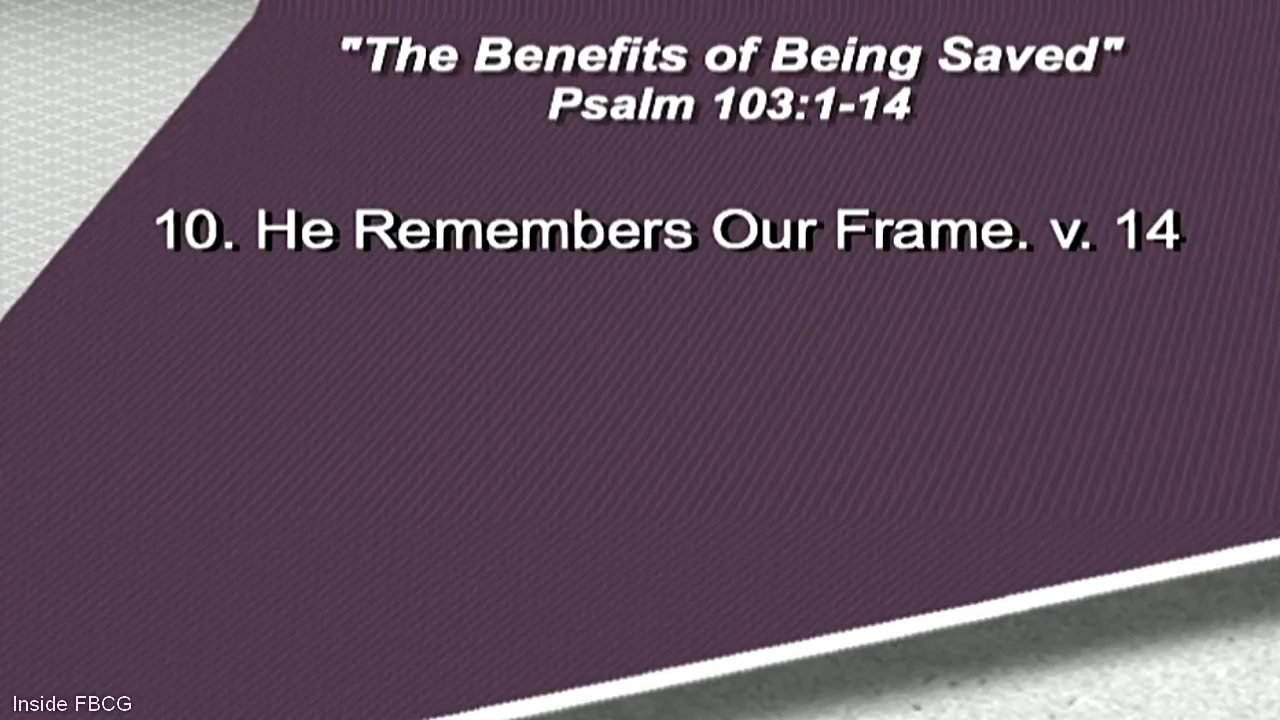 "The Benefits of Being Saved"
Psalm 103:1-14
10. He Remembers Our Frame. v. 14
Inside FBCG